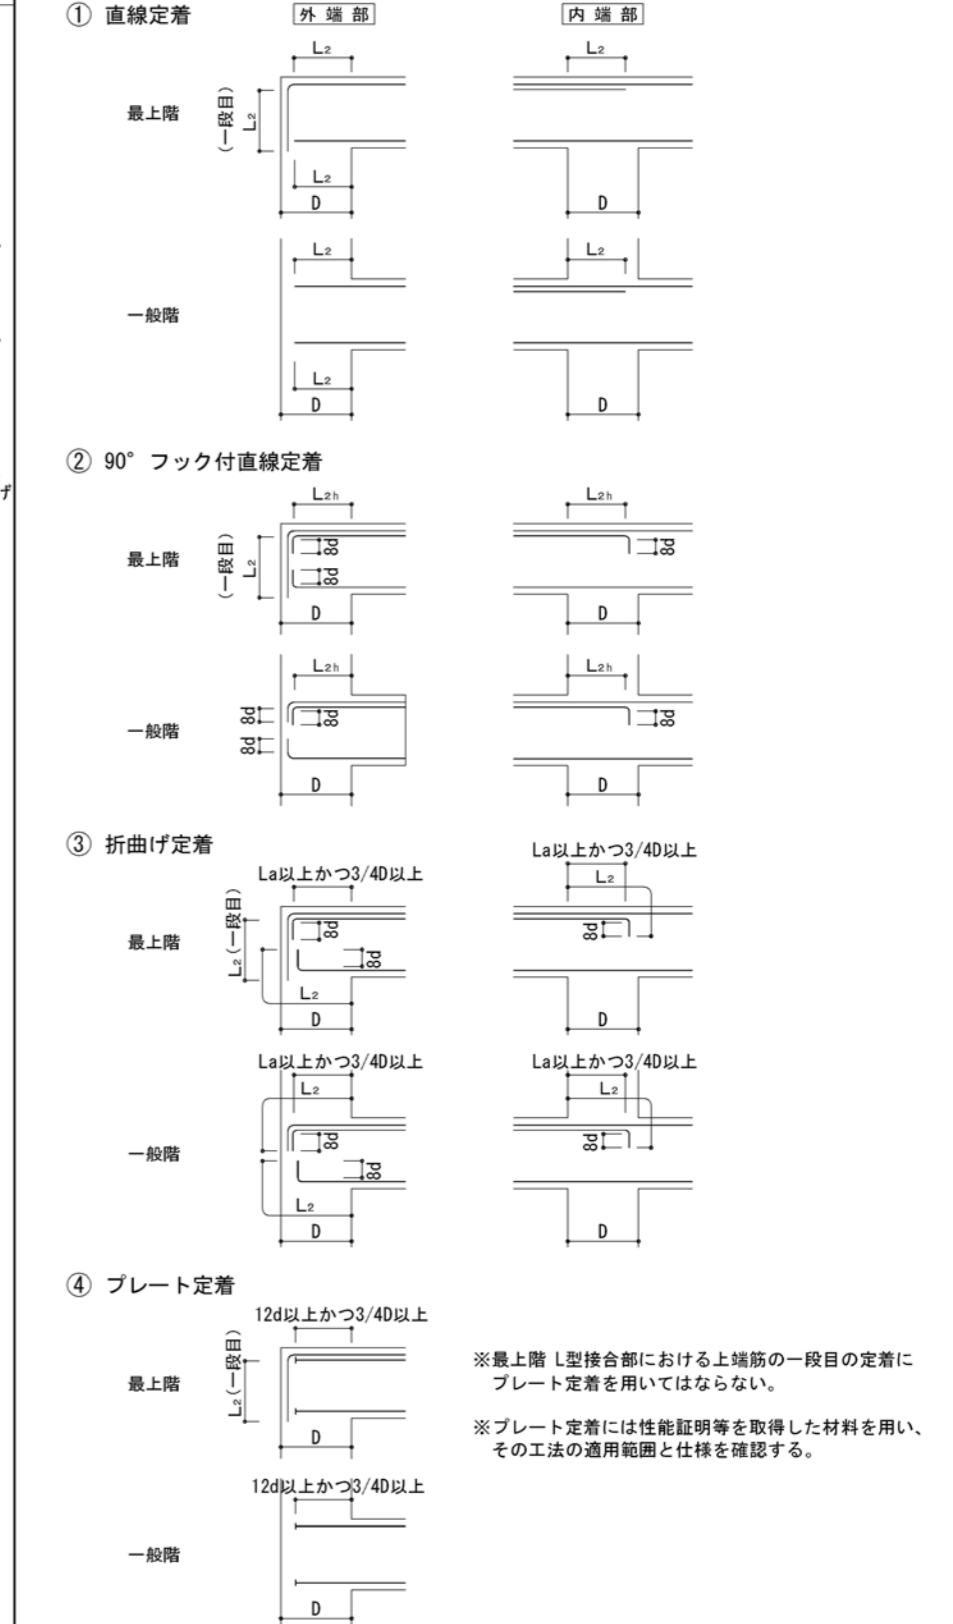 ① 直線定着
外 端 部
内 端 部
L₂
L₂
最上階
L₂
(一段目)
L₂
D
D
L₂
L₂
一般階
L₂
D
D
② 90°フック付直線定着
げ
L₂h
L₂h
最上階
L₂
(一段目)
8d
8d
8d
D
D
L₂h
L₂h
一般階
8d
8d
8d
8d
D
D
③ 折曲げ定着
La以上かつ3/4D以上
La以上かつ3/4D以上
L₂
最上階
L₂(一段目)
8d
8d
8d
L₂
D
D
La以上かつ3/4D以上
La以上かつ3/4D以上
L₂
L₂
一般階
8d
8d
8d
L₂
D
D
④ プレート定着
12d以上かつ3/4D以上
最上階
L₂(一段目)
D
※最上階 L型接合部における上端筋の一段目の定着に
プレート定着を用いてはならない。
※プレート定着には性能証明等を取得した材料を用い、
その工法の適用範囲と仕様を確認する。
12d以上かつ3/4D以上
一般階
D